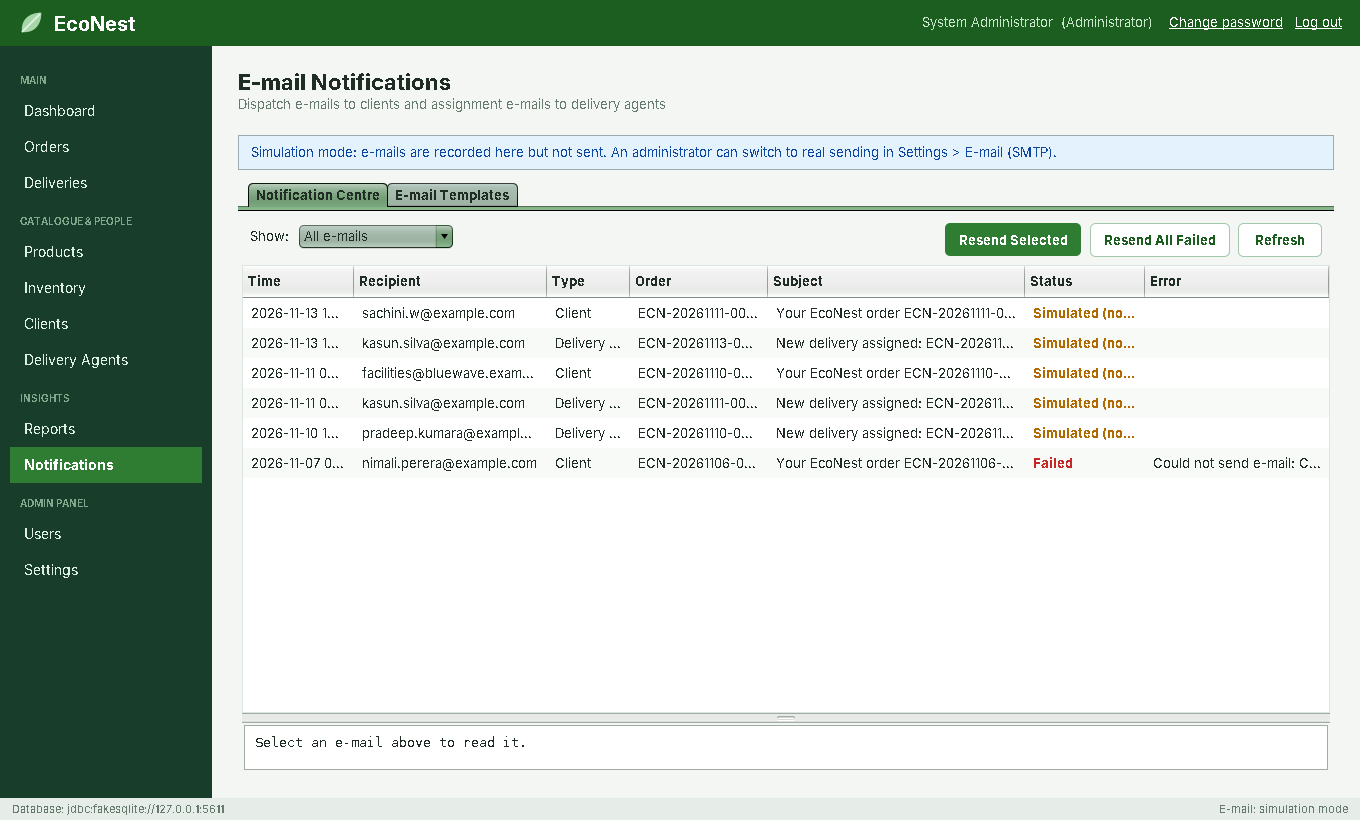 EcoNest
System Administrator (Administrator) Change password Log out
MAIN
Dashboard
Orders
Deliveries
CATALOGUE & PEOPLE
Products
Inventory
Clients
Delivery Agents
INSIGHTS
Reports
Notifications
ADMIN PANEL
Users
Settings
E-mail Notifications
Dispatch e-mails to clients and assignment e-mails to delivery agents
Simulation mode: e-mails are recorded here but not sent. An administrator can switch to real sending in Settings > E-mail (SMTP).
Notification Centre E-mail Templates
Show: All e-mails Resend Selected Resend All Failed Refresh
Time Recipient Type Order Subject Status Error
2026-11-13 1... sachini.w@example.com Client ECN-20261111-00... Your EcoNest order ECN-20261111-0... Simulated (no...
2026-11-13 1... kasun.silva@example.com Delivery ... ECN-20261113-0... New delivery assigned: ECN-202611... Simulated (no...
2026-11-11 0... facilities@bluewave.exam... Client ECN-20261110-0... Your EcoNest order ECN-20261110-... Simulated (no...
2026-11-11 0... kasun.silva@example.com Delivery ... ECN-20261111-00... New delivery assigned: ECN-202611... Simulated (no...
2026-11-10 1... pradeep.kumara@exampl... Delivery ... ECN-20261110-0... New delivery assigned: ECN-202611... Simulated (no...
2026-11-07 0... nimali.perera@example.com Client ECN-20261106-0... Your EcoNest order ECN-20261106-... Failed Could not send e-mail: C...
Select an e-mail above to read it.
Database: jdbc:fakesqlite://127.0.0.1:5611 E-mail: simulation mode